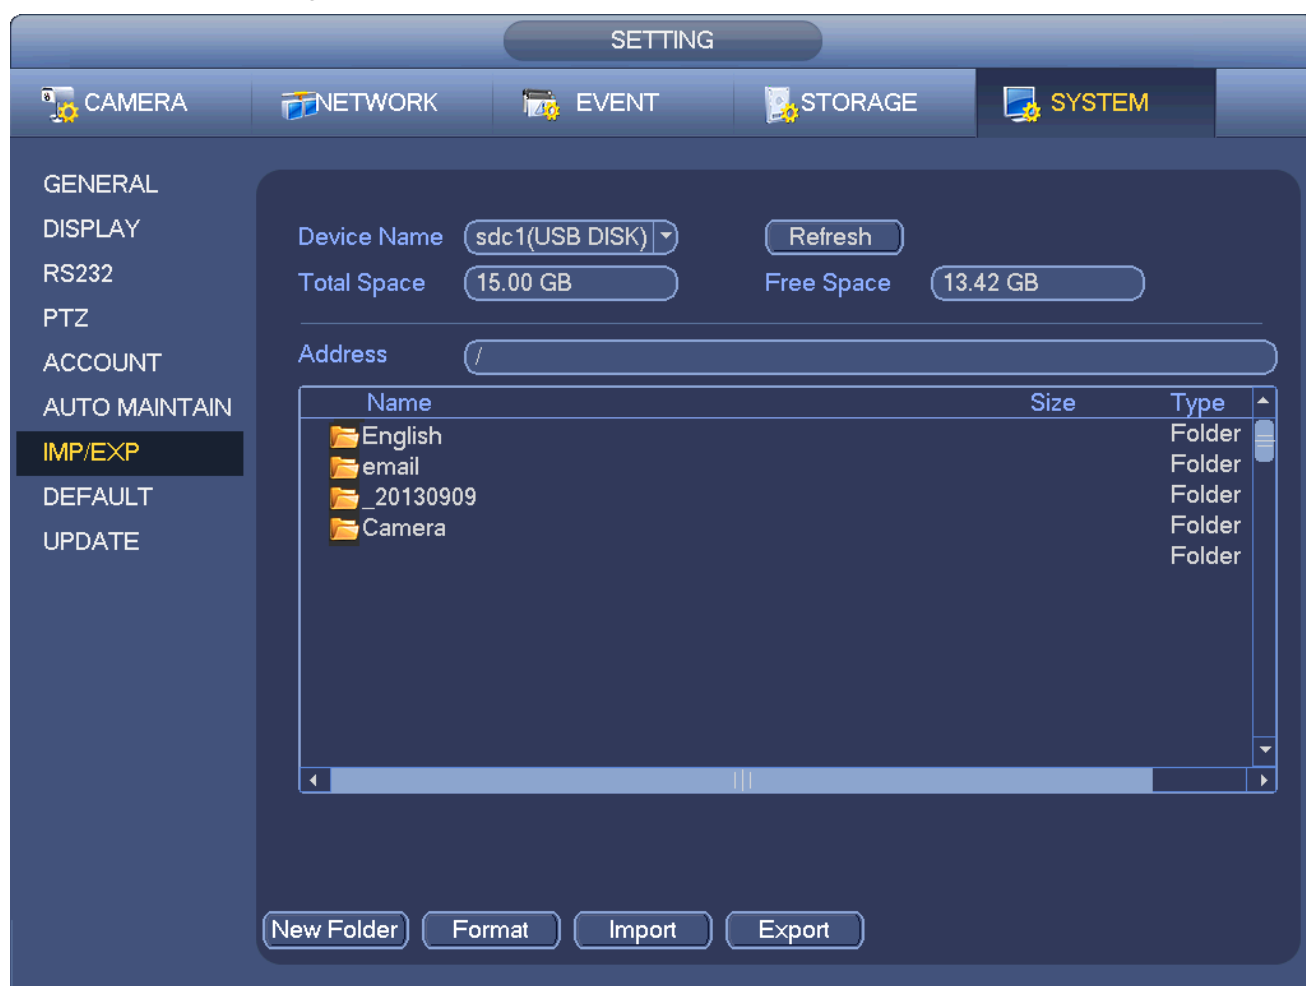 SETTING
CAMERA NETWORK EVENT STORAGE SYSTEM
GENERAL
DISPLAY
RS232
PTZ
ACCOUNT
AUTO MAINTAIN
IMP/EXP
DEFAULT
UPDATE
Device Name sdc1(USB DISK) Refresh
Total Space 15.00 GB Free Space 13.42 GB
Address /
Name Size Type
English Folder
email Folder
_20130909 Folder
Camera Folder
Folder
New Folder Format Import Export